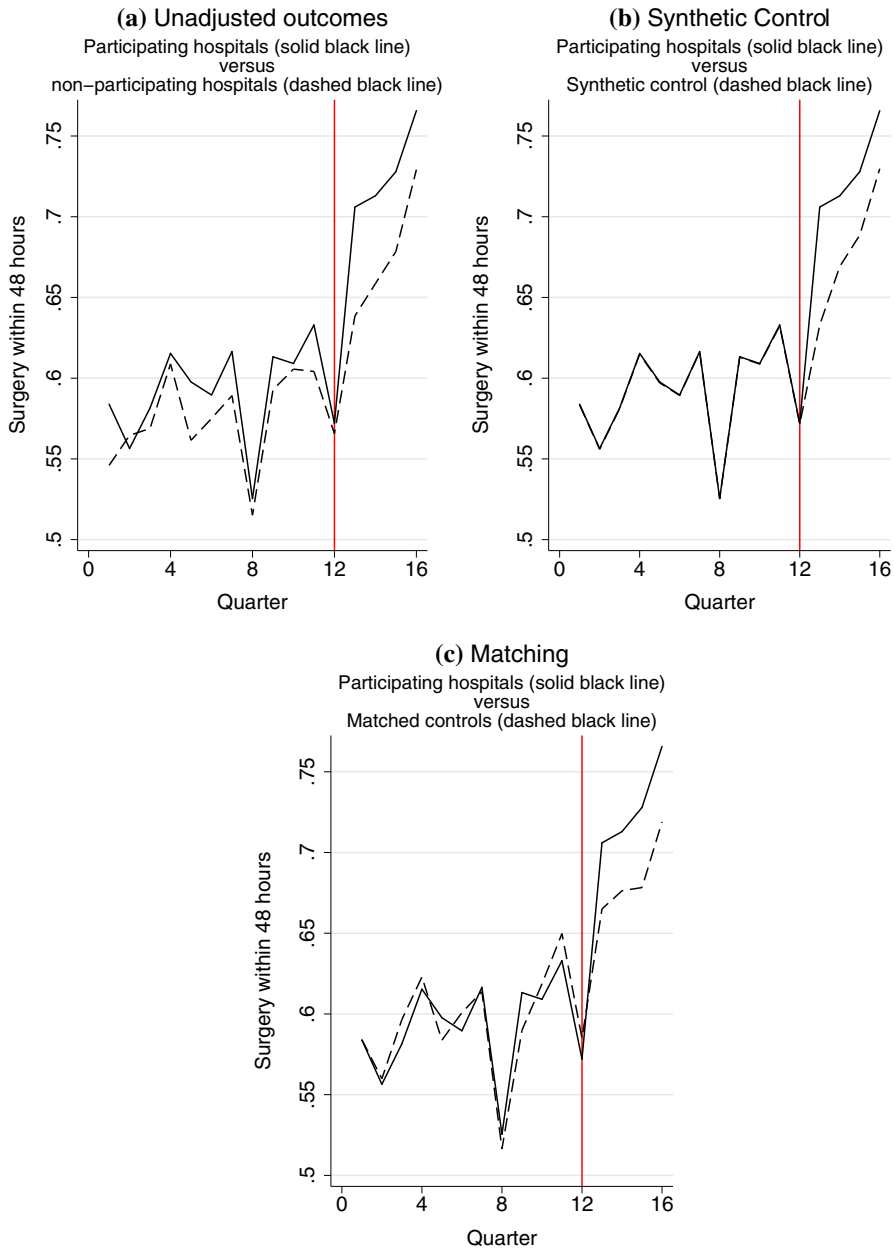 (a) Unadjusted outcomes
Participating hospitals (solid black line)
versus
non−participating hospitals (dashed black line)
Surgery within 48 hours
.75
.7
.65
.6
.55
.5
0 4 8 12 16
Quarter
(b) Synthetic Control
Participating hospitals (solid black line)
versus
Synthetic control (dashed black line)
Surgery within 48 hours
.75
.7
.65
.6
.55
.5
0 4 8 12 16
Quarter
(c) Matching
Participating hospitals (solid black line)
versus
Matched controls (dashed black line)
Surgery within 48 hours
.75
.7
.65
.6
.55
.5
0 4 8 12 16
Quarter